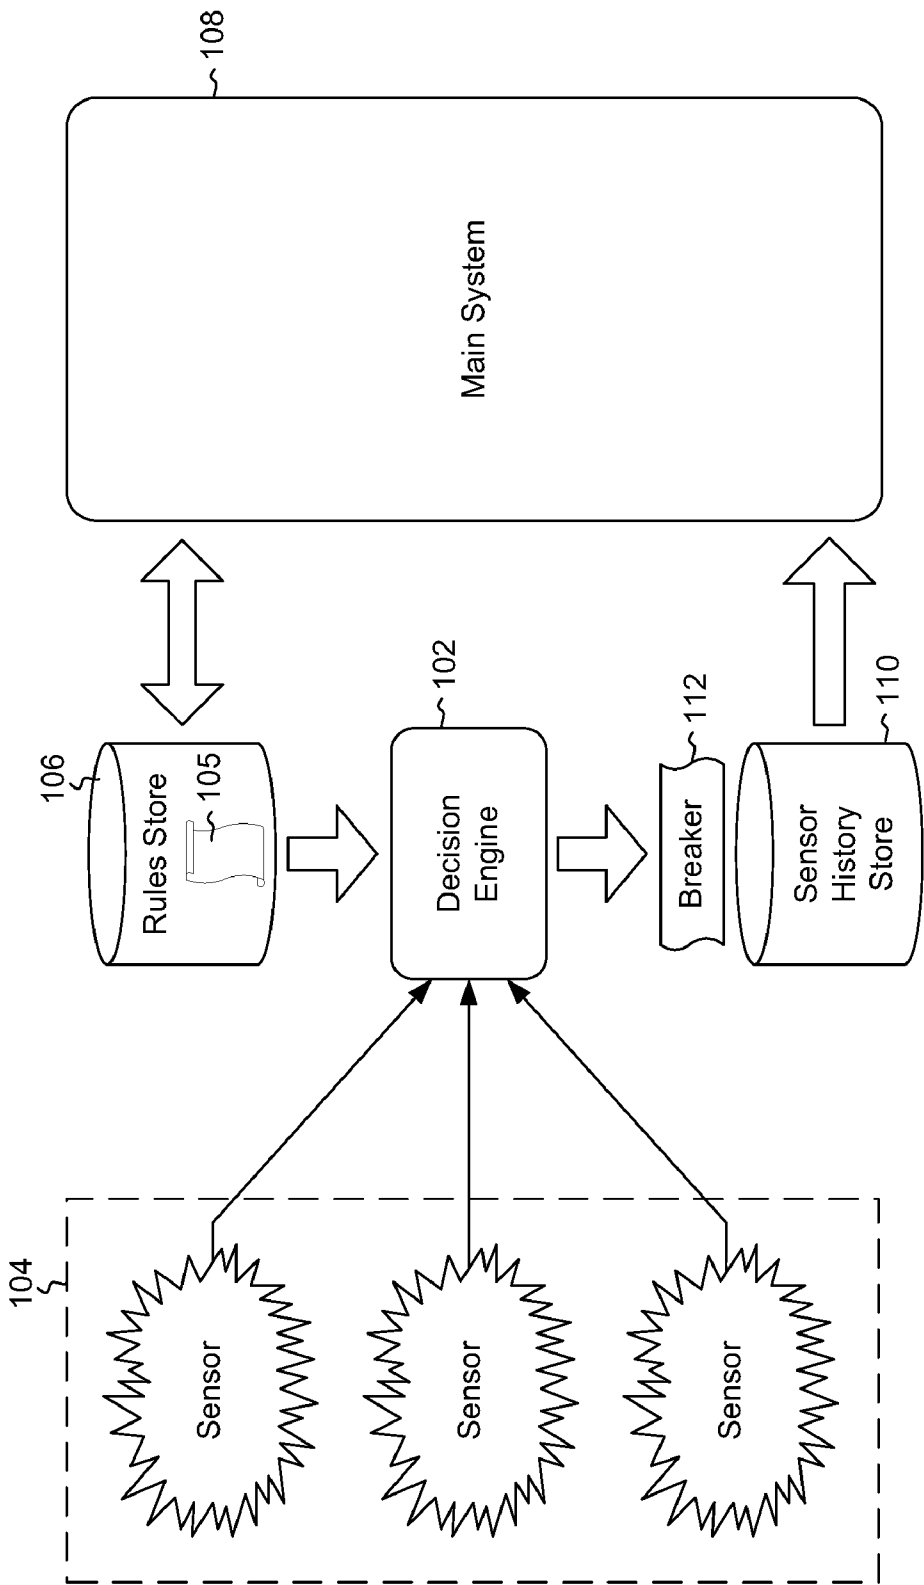 104
Sensor
Sensor
Sensor
106
Rules Store
105
Decision
Engine
102
Breaker
112
Sensor
History
Store
110
Main System
108